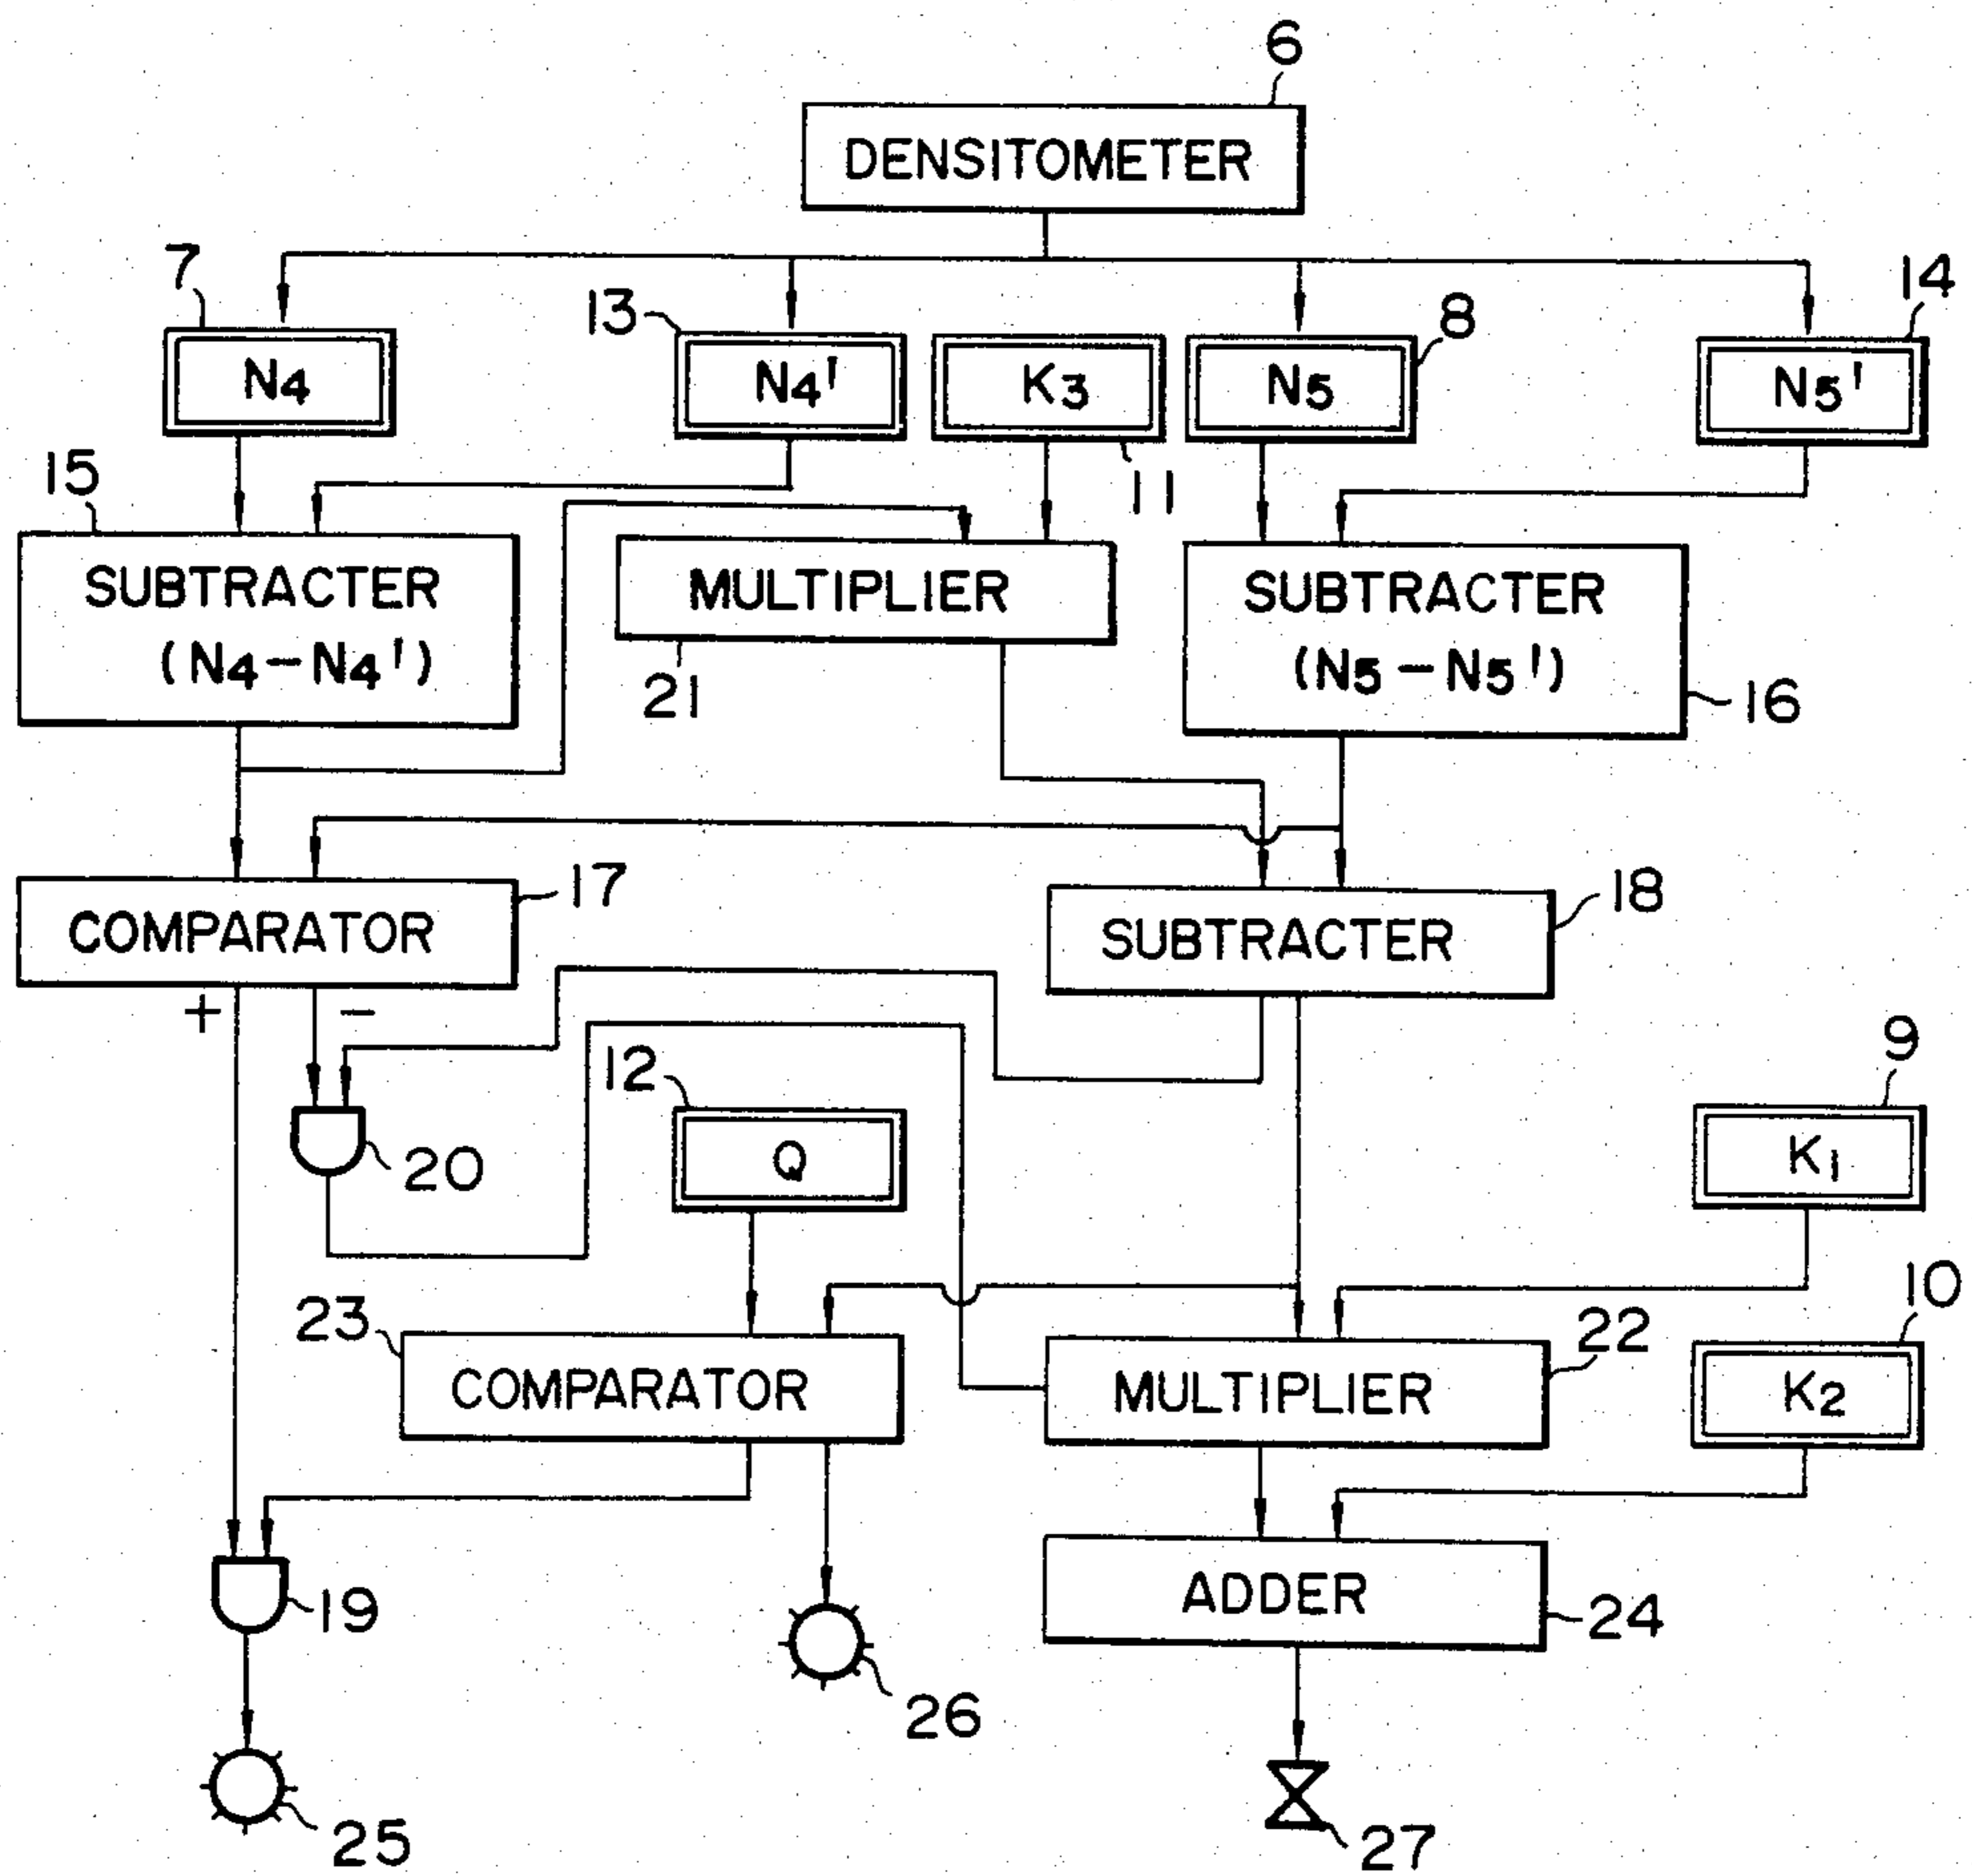 6
DENSITOMETER
7
13
8
14
N4
N4'
K3
N5
N5'
11
15
SUBTRACTER
(N4-N4')
MULTIPLIER
21
SUBTRACTER
(N5-N5')
16
17
COMPARATOR
18
SUBTRACTER
+
-
9
12
20
Q
K1
10
23
COMPARATOR
22
MULTIPLIER
K2
19
ADDER
24
26
25
27